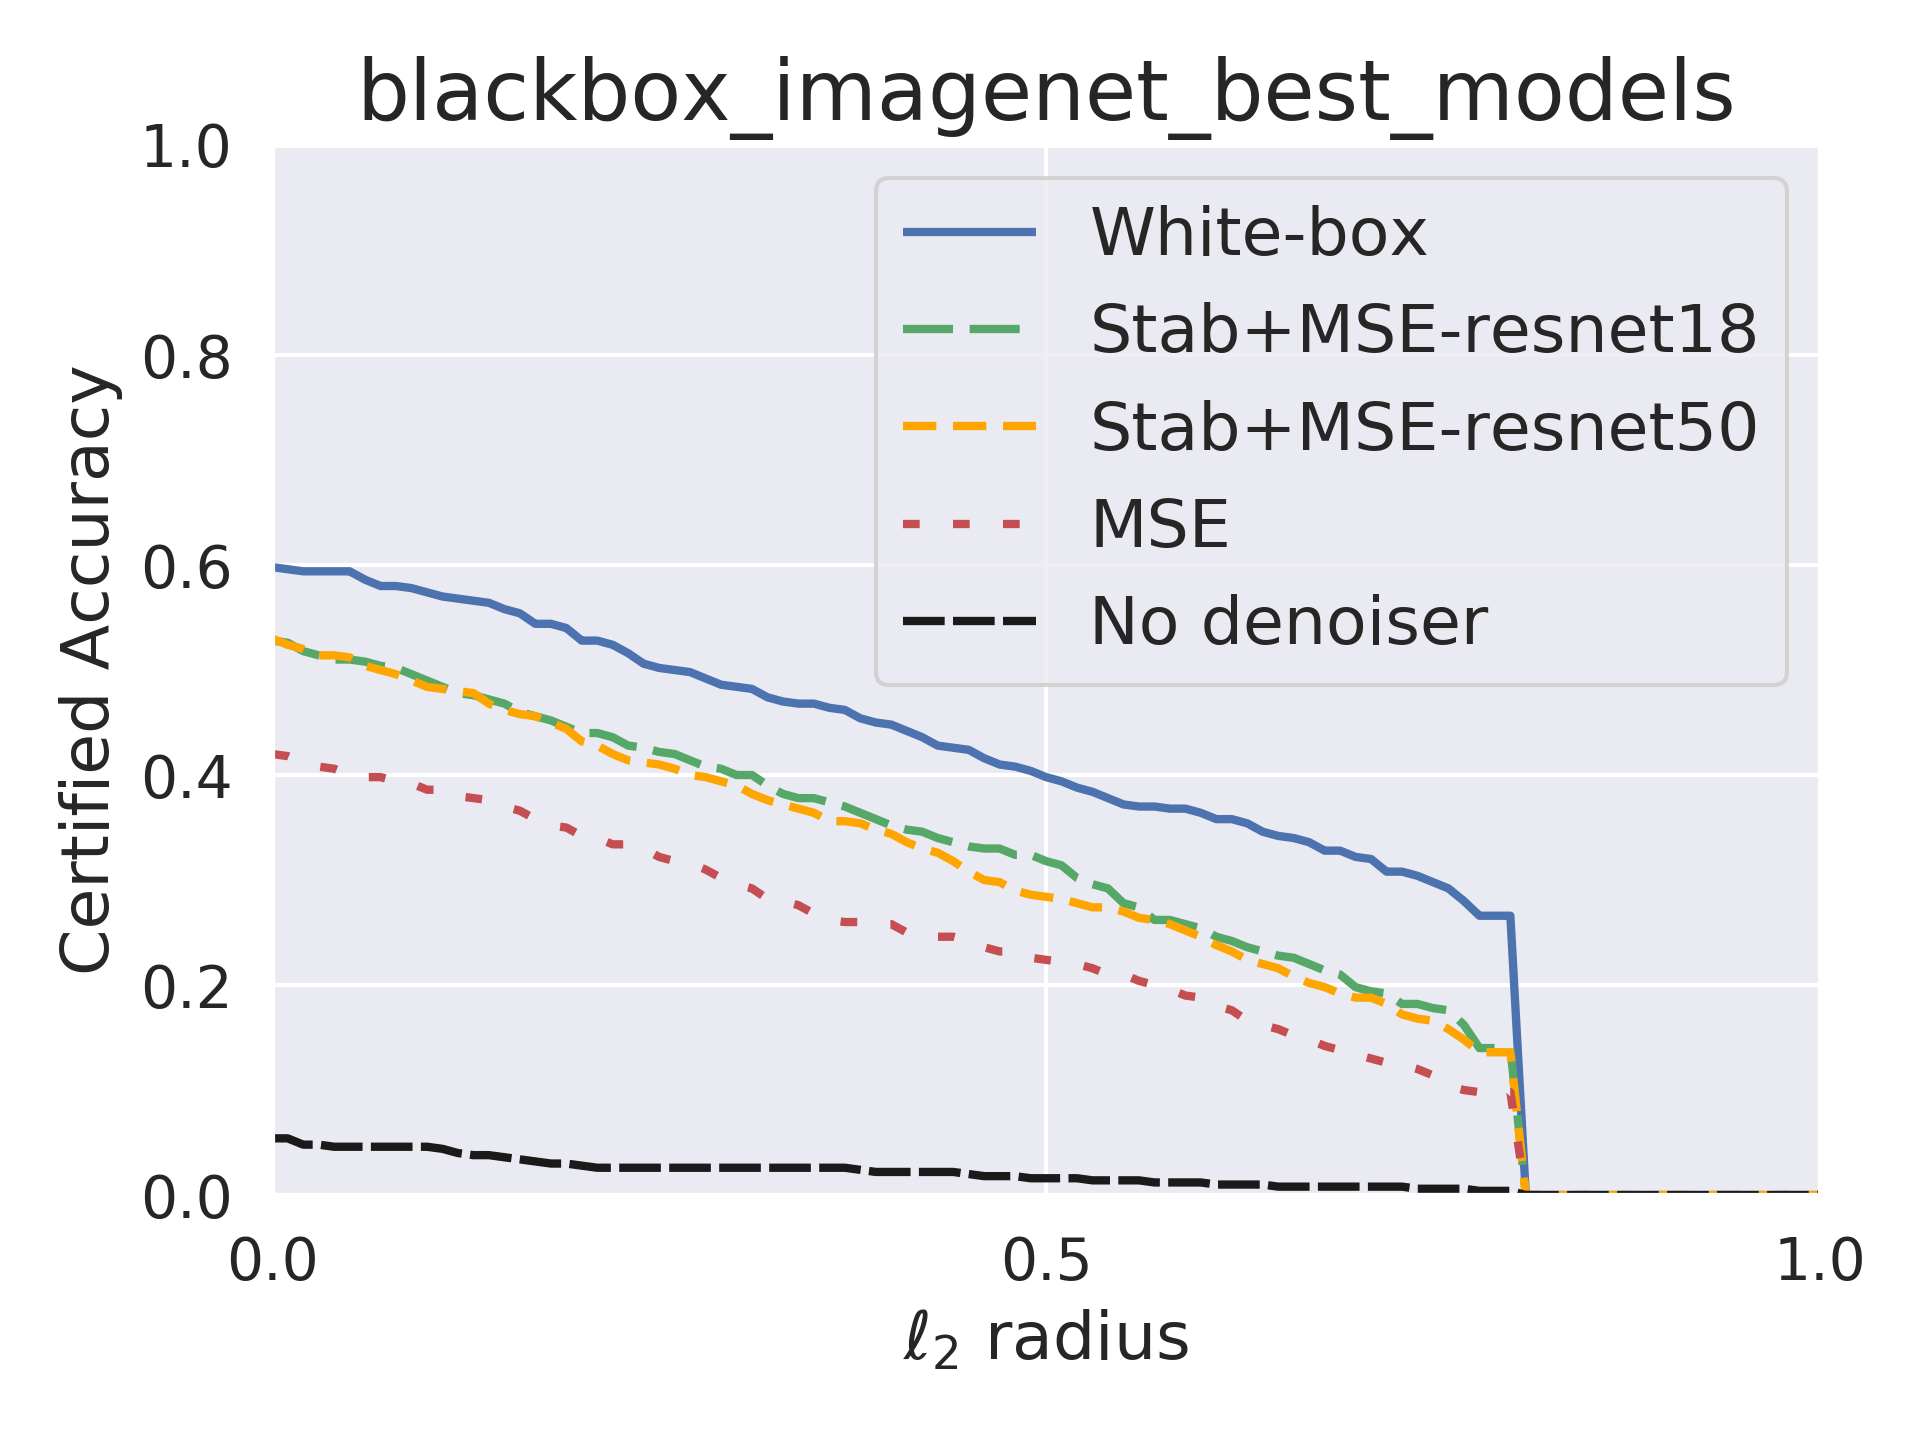 blackbox_imagenet_best_models
1.0
0.8
0.6
0.4
0.2
0.0
Certified Accuracy
White-box
Stab+MSE-resnet18
Stab+MSE-resnet50
MSE
No denoiser
0.0 0.5 1.0
ℓ₂ radius